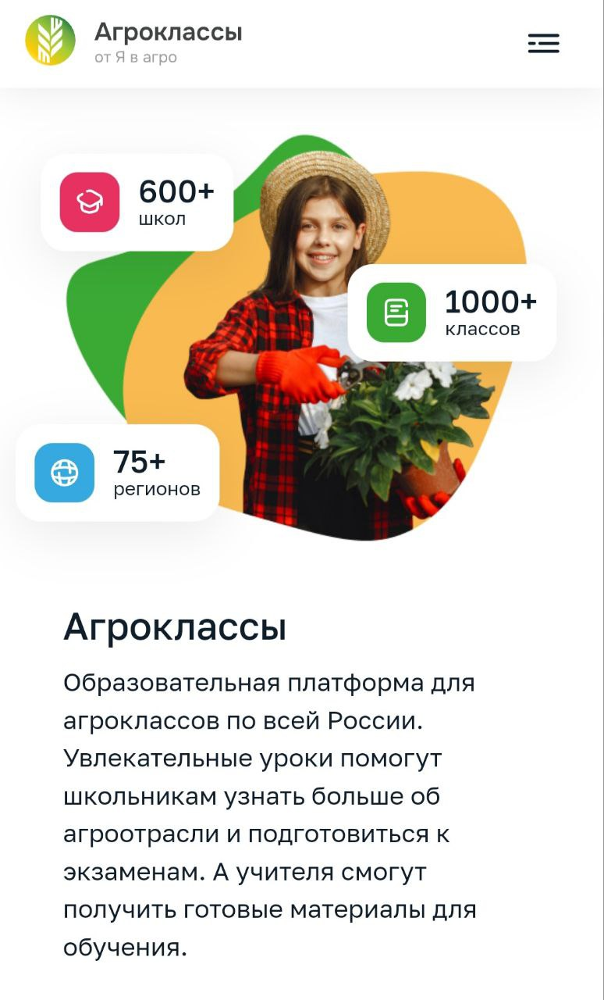 Агроклассы
от Я в агро
600+
школ
1000+
классов
75+
регионов
Агроклассы
Образовательная платформа для
агроклассов по всей России.
Увлекательные уроки помогут
школьникам узнать больше об
агроотрасли и подготовиться к
экзаменам. А учителя смогут
получить готовые материалы для
обучения.